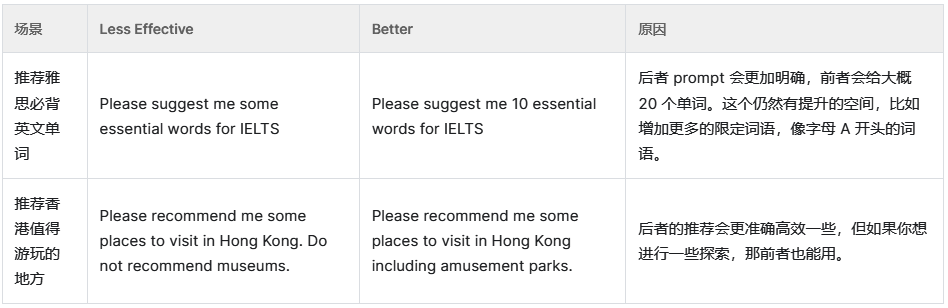 场景
Less Effective
Better
原因
推荐雅
思必背
英文单
词
Please suggest me some
essential words for IELTS
Please suggest me 10 essential
words for IELTS
后者 prompt 会更加明确，前者会给大概
20 个单词。这个仍然有提升的空间，比如
增加更多的限定词语，像字母 A 开头的词
语。
推荐香
港值得
游玩的
地方
Please recommend me some
places to visit in Hong Kong. Do
not recommend museums.
Please recommend me some
places to visit in Hong Kong
including amusement parks.
后者的推荐会更准确高效一些，但如果你想
进行一些探索，那前者也能用。